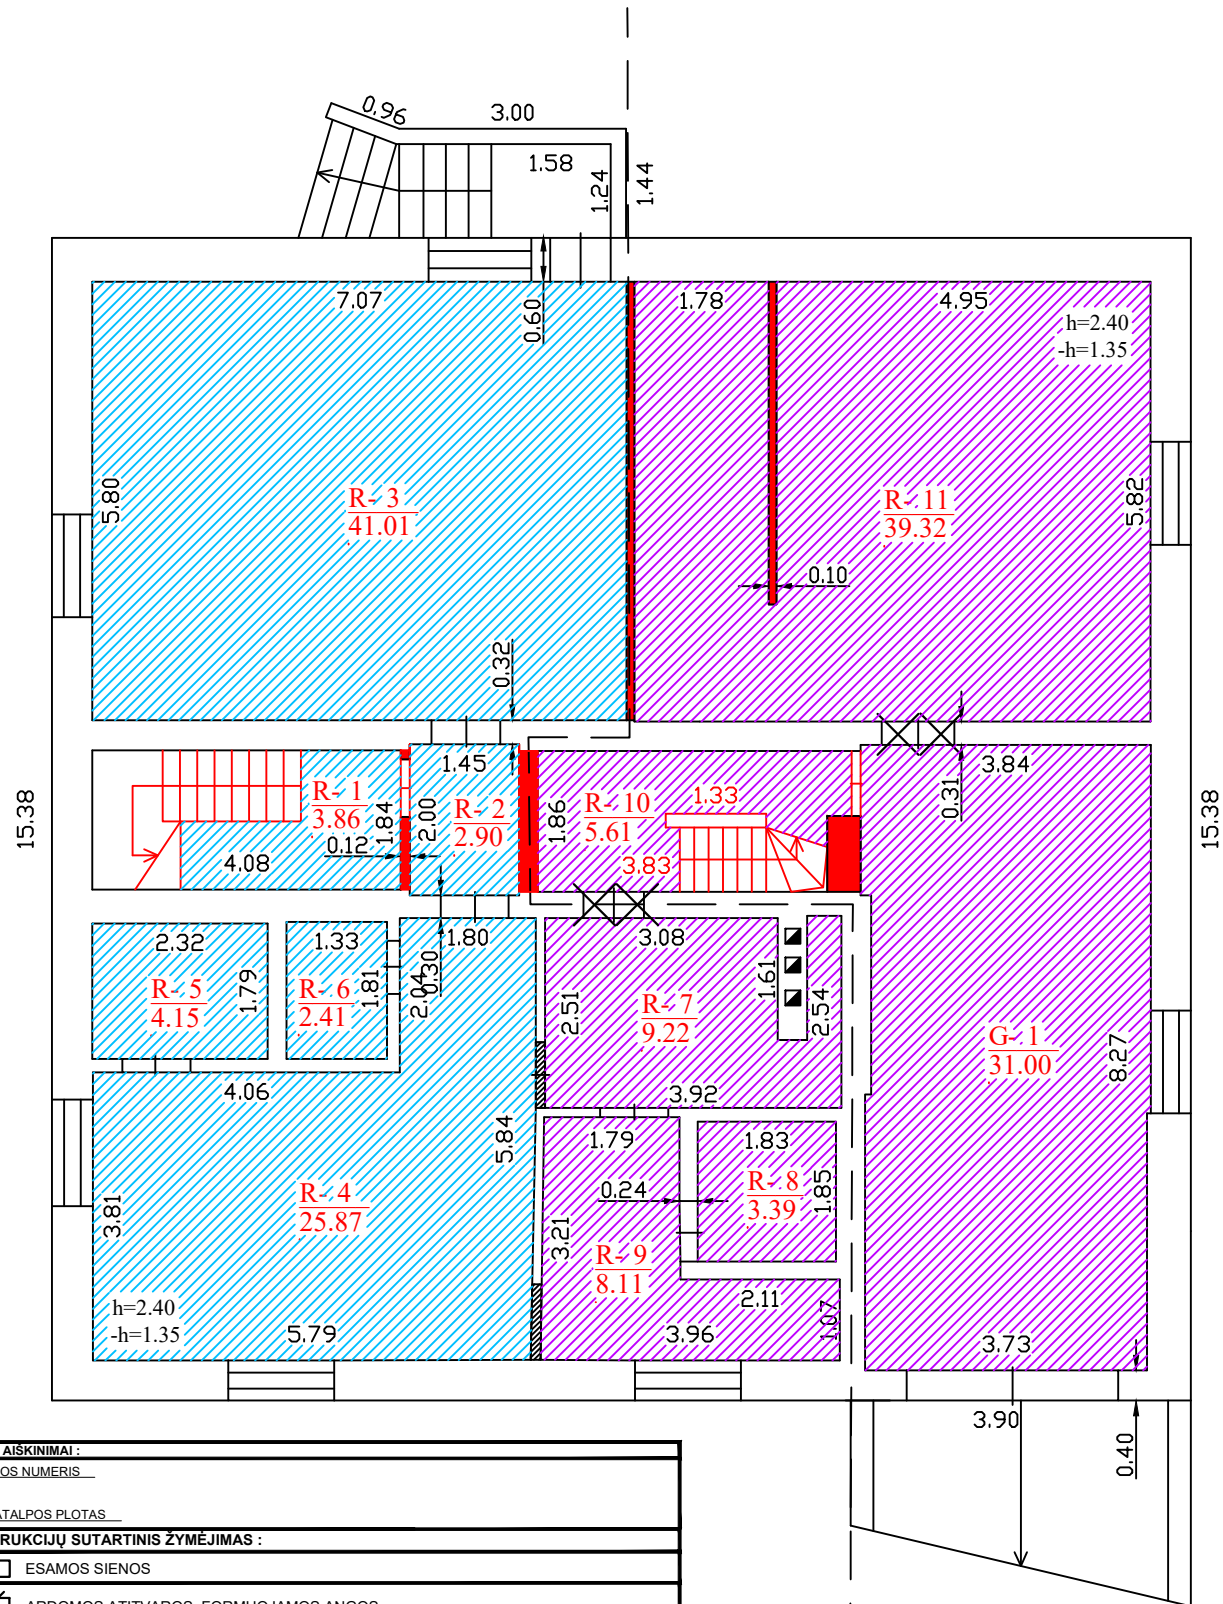 0.96
3.00
1.58
1.24
1.44
7.07
0.60
1.78
4.95
h=2.40
-h=1.35
5.80
R- 3
41.01
R- 11
39.32
5.82
0.10
0.32
1.45
3.84
0.31
15.38
15.38
R- 1
3.86
1.84
2.00
R- 2
2.90
1.86
R- 10
5.61
1.33
0.12
4.08
3.83
2.32
1.33
1.80
3.08
R- 5
4.15
1.79
R- 6
2.41
1.81
2.04
0.30
2.51
R- 7
9.22
1.61
2.54
G- 1
31.00
8.27
4.06
3.92
5.84
1.79
1.83
3.81
R- 4
25.87
0.24
R- 8
3.39
1.85
3.21
R- 9
8.11
2.11
1.07
h=2.40
-h=1.35
5.79
3.96
3.73
3.90
0.40
AIŠKINIMAI :
OS NUMERIS
ATALPOS PLOTAS
RUKCIJŲ SUTARTINIS ŽYMĖJIMAS :
ESAMOS SIENOS
ARDOMOS ATITVAROS, FORMUOJAMOS ANGOS